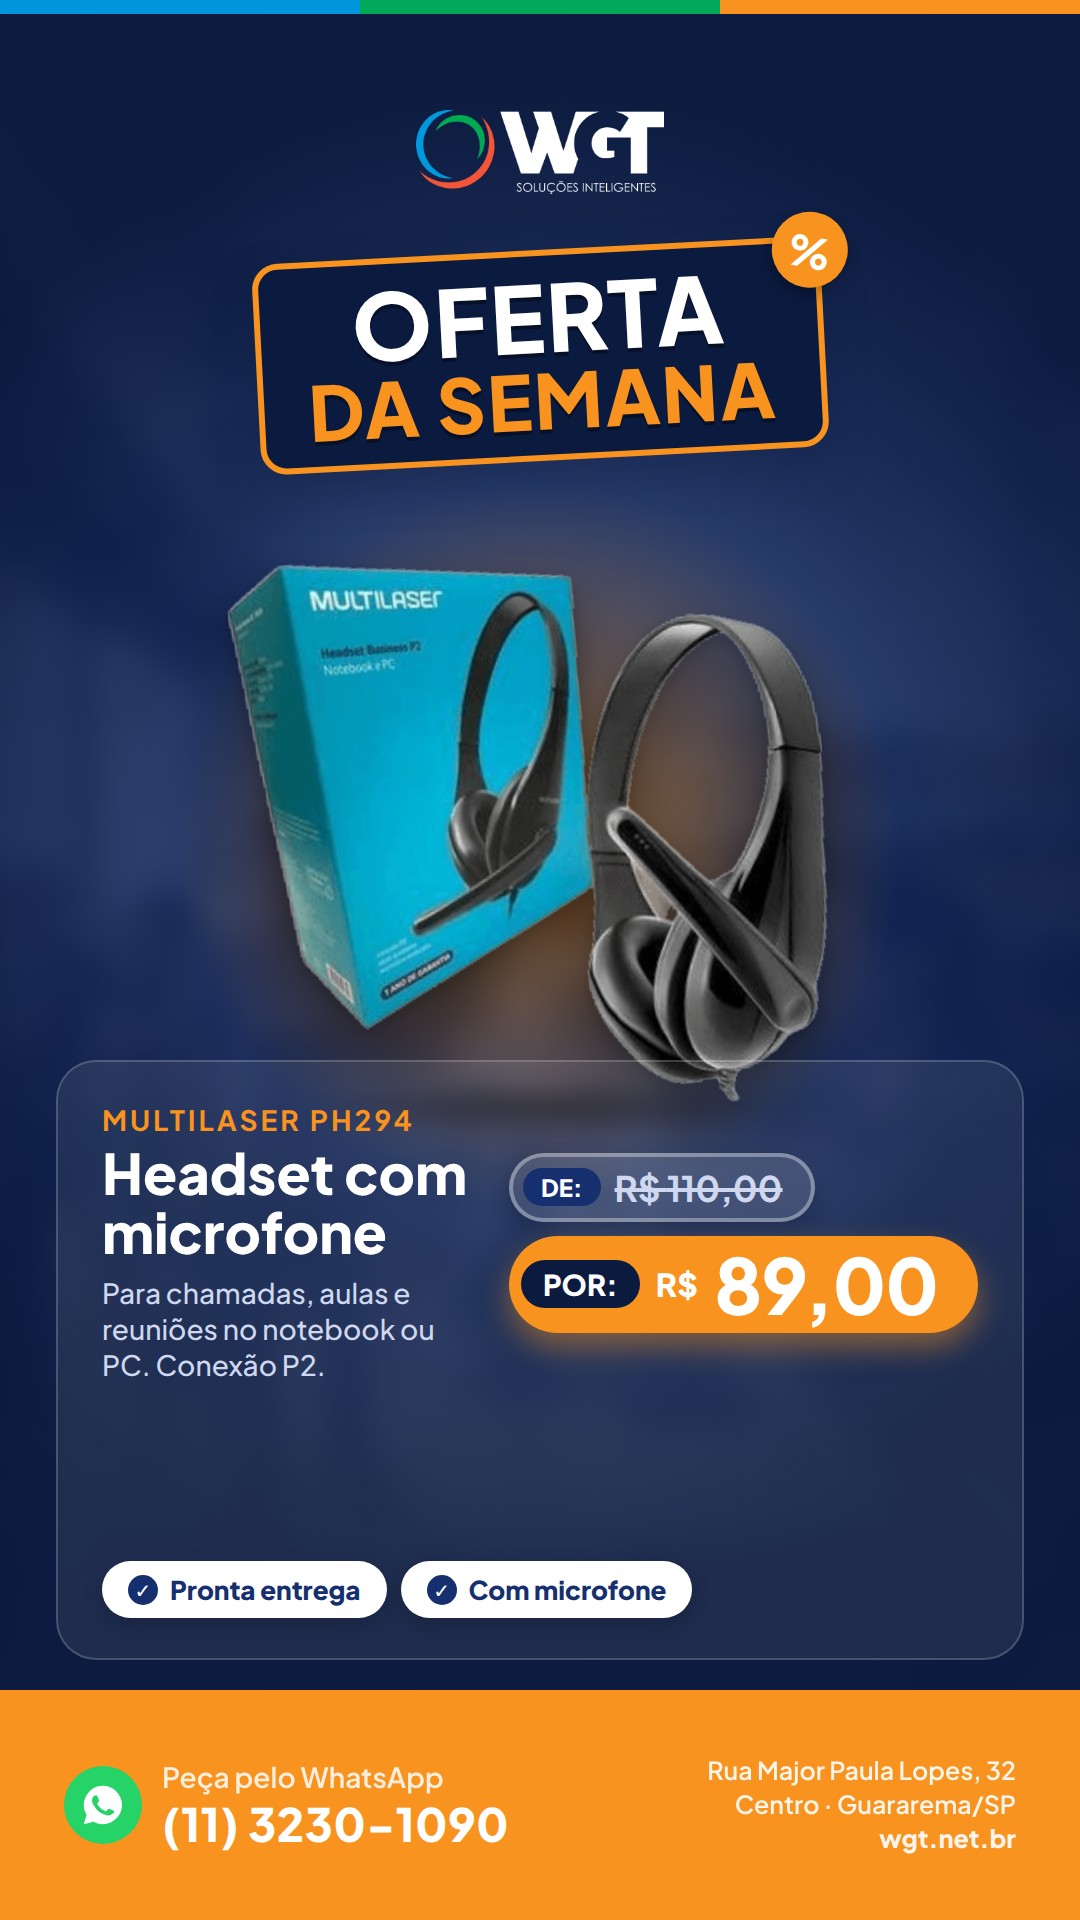 WGT
SOLUÇÕES INTELIGENTES
%
OFERTA
DA SEMANA
MULTILASER
Headset Business P2
Notebook e PC
1 ANO DE GARANTIA
MULTILASER PH294
Headset com
microfone
Para chamadas, aulas e
reuniões no notebook ou
PC. Conexão P2.
DE: R$ 110,00
POR: R$ 89,00
Pronta entrega
Com microfone
Peça pelo WhatsApp
(11) 3230-1090
Rua Major Paula Lopes, 32
Centro · Guararema/SP
wgt.net.br